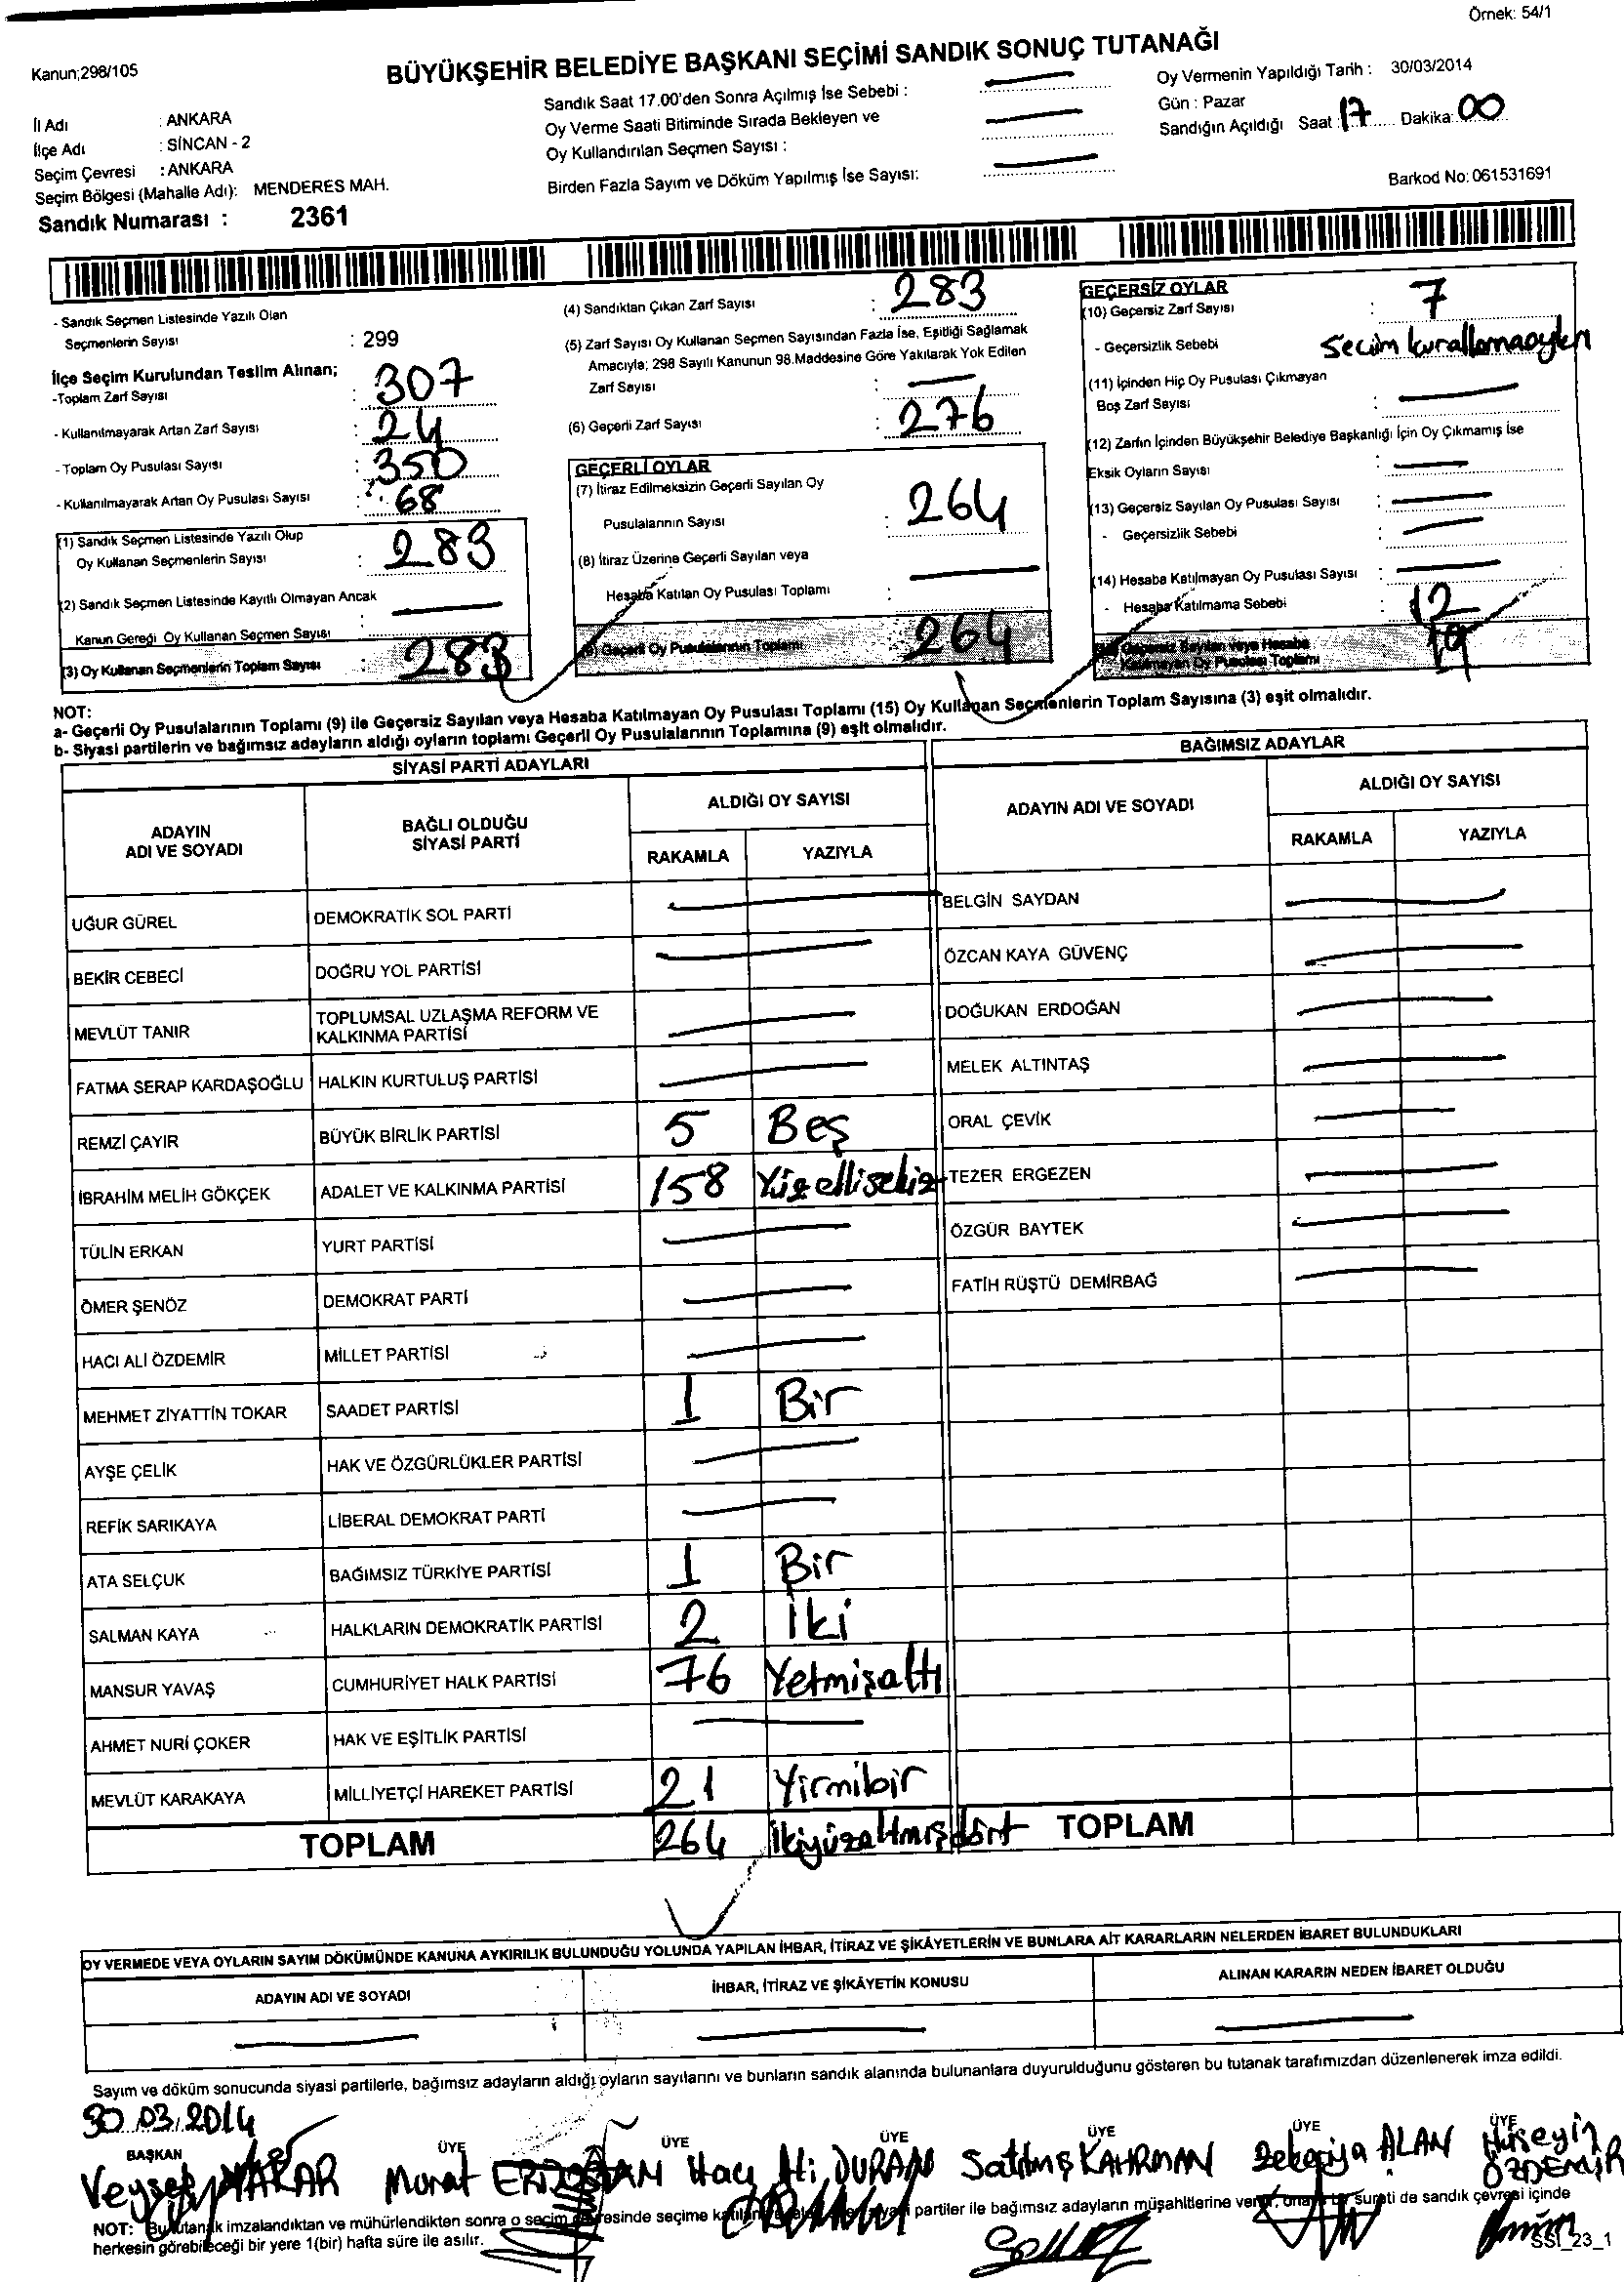 Örnek: 54/1
Kanun;298/105
BÜYÜKŞEHİR BELEDİYE BAŞKANI SEÇİMİ SANDIK SONUÇ TUTANAĞI
İl Adı : ANKARA
İlçe Adı : SİNCAN - 2
Seçim Çevresi : ANKARA
Seçim Bölgesi (Mahalle Adı): MENDERES MAH.
Sandık Numarası : 2361
Sandık Saat 17.00'den Sonra Açılmış İse Sebebi :
Oy Verme Saati Bitiminde Sırada Bekleyen ve
Oy Kullandırılan Seçmen Sayısı :
Birden Fazla Sayım ve Döküm Yapılmış İse Sayısı:
Oy Vermenin Yapıldığı Tarih : 30/03/2014
Gün : Pazar
Sandığın Açıldığı Saat : 17 Dakika: 00
Barkod No: 061531691
- Sandık Seçmen Listesinde Yazılı Olan
Seçmenlerin Sayısı : 299
İlçe Seçim Kurulundan Teslim Alınan;
-Toplam Zarf Sayısı : 307
- Kullanılmayarak Artan Zarf Sayısı : 24
- Toplam Oy Pusulası Sayısı : 350
- Kullanılmayarak Artan Oy Pusulası Sayısı : 68
(1) Sandık Seçmen Listesinde Yazılı Olup
Oy Kullanan Seçmenlerin Sayısı : 283
(2) Sandık Seçmen Listesinde Kayıtlı Olmayan Ancak
Kanun Gereği Oy Kullanan Seçmen Sayısı
(3) Oy Kullanan Seçmenlerin Toplam Sayısı : 283
(4) Sandıktan Çıkan Zarf Sayısı : 283
(5) Zarf Sayısı Oy Kullanan Seçmen Sayısından Fazla İse, Eşitliği Sağlamak
Amacıyla; 298 Sayılı Kanunun 98.Maddesine Göre Yakılarak Yok Edilen
Zarf Sayısı :
(6) Geçerli Zarf Sayısı : 276
GEÇERLİ OYLAR
(7) İtiraz Edilmeksizin Geçerli Sayılan Oy
Pusulalarının Sayısı : 264
(8) İtiraz Üzerine Geçerli Sayılan veya
Hesaba Katılan Oy Pusulası Toplamı :
(9) Geçerli Oy Pusulalarının Toplamı : 264
GEÇERSİZ OYLAR
(10) Geçersiz Zarf Sayısı : 7
- Geçersizlik Sebebi : Seçim
(11) İçinden Hiç Oy Pusulası Çıkmayan
Boş Zarf Sayısı :
(12) Zarfın İçinden Büyükşehir Belediye Başkanlığı İçin Oy Çıkmamış İse
Eksik Oyların Sayısı :
(13) Geçersiz Sayılan Oy Pusulası Sayısı :
- Geçersizlik Sebebi :
(14) Hesaba Katılmayan Oy Pusulası Sayısı :
- Hesaba Katılmama Sebebi : 12
Geçersiz Sayılan veya Hesaba
Katılmayan Oy Pusulası Toplamı 19
NOT:
a- Geçerli Oy Pusulalarının Toplamı (9) ile Geçersiz Sayılan veya Hesaba Katılmayan Oy Pusulası Toplamı (15) Oy Kullanan Seçmenlerin Toplam Sayısına (3) eşit olmalıdır.
b- Siyasi partilerin ve bağımsız adayların aldığı oyların toplamı Geçerli Oy Pusulalarının Toplamına (9) eşit olmalıdır.
SİYASİ PARTİ ADAYLARI
ADAYIN ADI VE SOYADI
BAĞLI OLDUĞU SİYASİ PARTİ
ALDIĞI OY SAYISI
RAKAMLA YAZIYLA
UĞUR GÜREL DEMOKRATİK SOL PARTİ
BEKİR CEBECİ DOĞRU YOL PARTİSİ
MEVLÜT TANIR TOPLUMSAL UZLAŞMA REFORM VE KALKINMA PARTİSİ
FATMA SERAP KARDAŞOĞLU HALKIN KURTULUŞ PARTİSİ
REMZİ ÇAYIR BÜYÜK BİRLİK PARTİSİ 5 Beş
İBRAHİM MELİH GÖKÇEK ADALET VE KALKINMA PARTİSİ 158 Yüzellisekiz
TÜLİN ERKAN YURT PARTİSİ
ÖMER ŞENÖZ DEMOKRAT PARTİ
HACI ALİ ÖZDEMİR MİLLET PARTİSİ
MEHMET ZİYATTİN TOKAR SAADET PARTİSİ 1 Bir
AYŞE ÇELİK HAK VE ÖZGÜRLÜKLER PARTİSİ
REFİK SARIKAYA LİBERAL DEMOKRAT PARTİ
ATA SELÇUK BAĞIMSIZ TÜRKİYE PARTİSİ 1 Bir
SALMAN KAYA HALKLARIN DEMOKRATİK PARTİSİ 2 İki
MANSUR YAVAŞ CUMHURİYET HALK PARTİSİ 76 Yetmişaltı
AHMET NURİ ÇOKER HAK VE EŞİTLİK PARTİSİ
MEVLÜT KARAKAYA MİLLİYETÇİ HAREKET PARTİSİ 21 Yirmibir
TOPLAM 264 İkiyüzaltmışdört
BAĞIMSIZ ADAYLAR
ADAYIN ADI VE SOYADI
ALDIĞI OY SAYISI
RAKAMLA YAZIYLA
BELGİN SAYDAN
ÖZCAN KAYA GÜVENÇ
DOĞUKAN ERDOĞAN
MELEK ALTINTAŞ
ORAL ÇEVİK
TEZER ERGEZEN
ÖZGÜR BAYTEK
FATİH RÜŞTÜ DEMİRBAĞ
TOPLAM
OY VERMEDE VEYA OYLARIN SAYIM DÖKÜMÜNDE KANUNA AYKIRILIK BULUNDUĞU YOLUNDA YAPILAN İHBAR, İTİRAZ VE ŞİKAYETLERİN VE BUNLARA AİT KARARLARIN NELERDEN İBARET BULUNDUKLARI
ADAYIN ADI VE SOYADI
İHBAR, İTİRAZ VE ŞİKAYETİN KONUSU
ALINAN KARARIN NEDEN İBARET OLDUĞU
Sayım ve döküm sonucunda siyasi partilerle, bağımsız adayların aldığı oyların sayılarını ve bunların sandık alanında bulunanlara duyurulduğunu gösteren bu tutanak tarafımızdan düzenlenerek imza edildi.
30.03.2014
BAŞKAN ÜYE ÜYE ÜYE ÜYE ÜYE ÜYE
Murat Hacı Ali DURAN Satılmış KAHRMAN Zekeriya ALAN Hüseyin ÖZDEMİR
NOT: Bu tutanak imzalandıktan ve mühürlendikten sonra o seçim çevresinde seçime katılan siyasi partiler ile bağımsız adayların müşahitlerine verilir. sureti de sandık çevresi içinde
herkesin görebileceği bir yere 1(bir) hafta süre ile asılır.
SSI_23_1